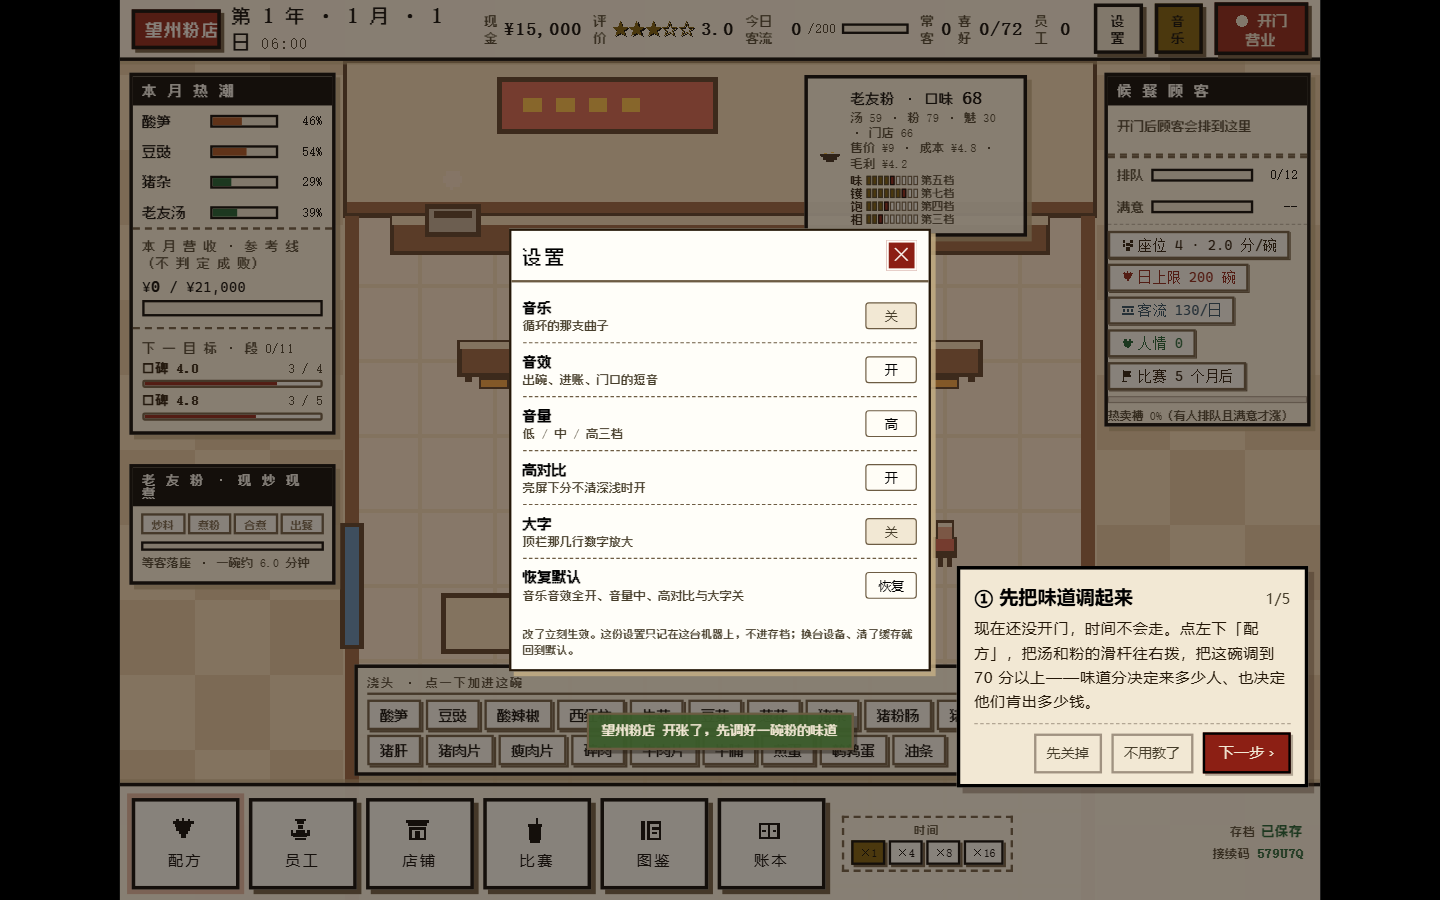 望州粉店
第 1 年 · 1 月 · 1
日 06:00
现金 ¥15,000
评价 3.0
今日客流 0 /200
常客 0
喜好 0/72
员工 0
设置
音乐
开门营业
本月热潮
酸笋 46%
豆豉 54%
猪杂 29%
老友汤 39%
本月营收 · 参考线
（不判定成败）
¥0 / ¥21,000
下一目标 · 段 0/11
口碑 4.0 3 / 4
口碑 4.8 3 / 5
老友粉 · 现炒现煮
炒料 煮粉 合煮 出餐
等客落座 · 一碗约 6.0 分钟
老友粉 · 口味 68
汤 59 · 粉 79 · 魅 30
· 门店 66
售价 ¥9 · 成本 ¥4.8 ·
毛利 ¥4.2
味 第五档
镬 第七档
饱 第四档
相 第三档
候餐顾客
开门后顾客会排到这里
排队 0/12
满意 --
座位 4 · 2.0 分/碗
日上限 200 碗
客流 130/日
人情 0
比赛 5 个月后
热卖槽 0%（有人排队且满意才涨）
设置
音乐 关
循环的那支曲子
音效 开
出碗、进账、门口的短音
音量 高
低 / 中 / 高三档
高对比 开
亮屏下分不清深浅时开
大字 关
顶栏那几行数字放大
恢复默认 恢复
音乐音效全开、音量中、高对比与大字关
改了立刻生效。这份设置只记在这台机器上，不进存档；换台设备、清了缓存就
回到默认。
浇头 · 点一下加进这碗
酸笋 豆豉 酸辣椒 猪粉肠
望州粉店 开张了，先调好一碗粉的味道
猪肝 猪肉片 瘦肉片 油条
① 先把味道调起来 1/5
现在还没开门，时间不会走。点左下「配
方」，把汤和粉的滑杆往右拨，把这碗调到
70 分以上——味道分决定来多少人、也决定
他们肯出多少钱。
先关掉 不用教了 下一步 ›
配方 员工 店铺 比赛 图鉴 账本
时间
×1 ×4 ×8 ×16
存档 已保存
接续码 579U7Q